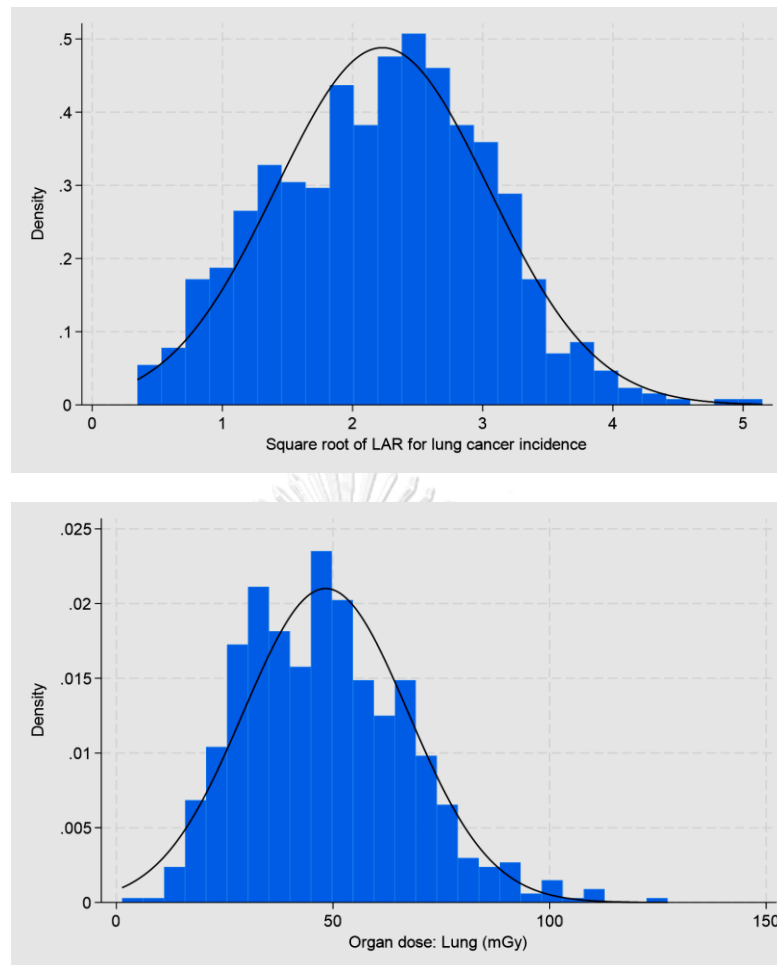 Density
.5
.4
.3
.2
.1
0
0 1 2 3 4 5
Square root of LAR for lung cancer incidence
Density
.025
.02
.015
.01
.005
0
0 50 100 150
Organ dose: Lung (mGy)